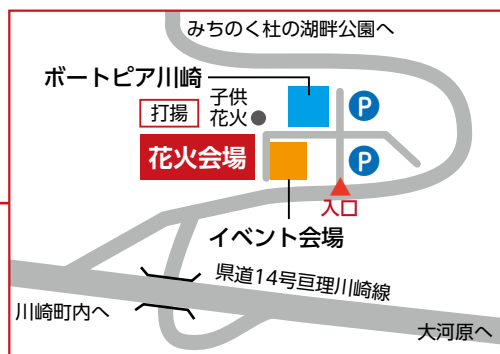 みちのく杜の湖畔公園へ
ボートピア川崎
子供
花火
打揚
P
花火会場
P
入口
イベント会場
県道14号亘理川崎線
川崎町内へ
大河原へ